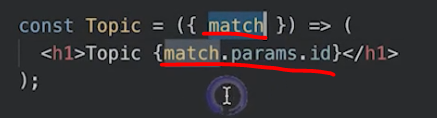 const Topic = ({ match }) => (
<h1>Topic {match.params.id}</h1>
);